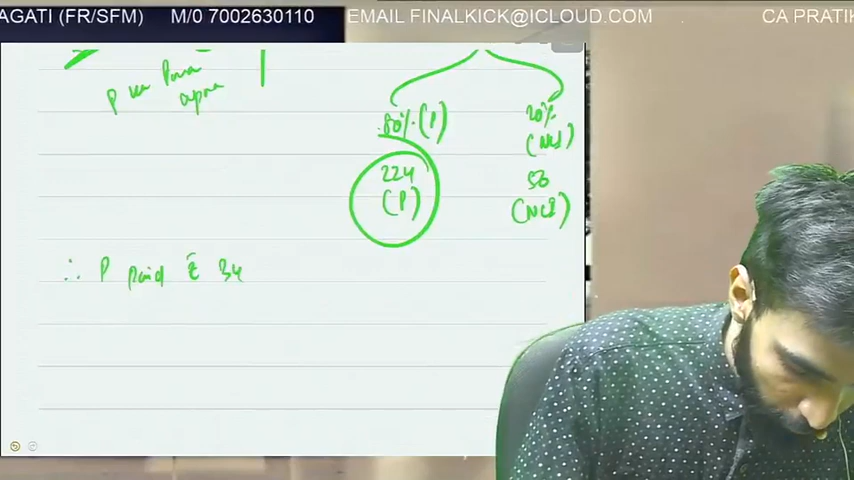 AGATI (FR/SFM) M/0 7002630110 EMAIL FINALKICK@ICLOUD.COM CA PRATIK
80% (P) 20%
(NCI)
224 56
(P) (NCI)
∴ P paid ₹ 34